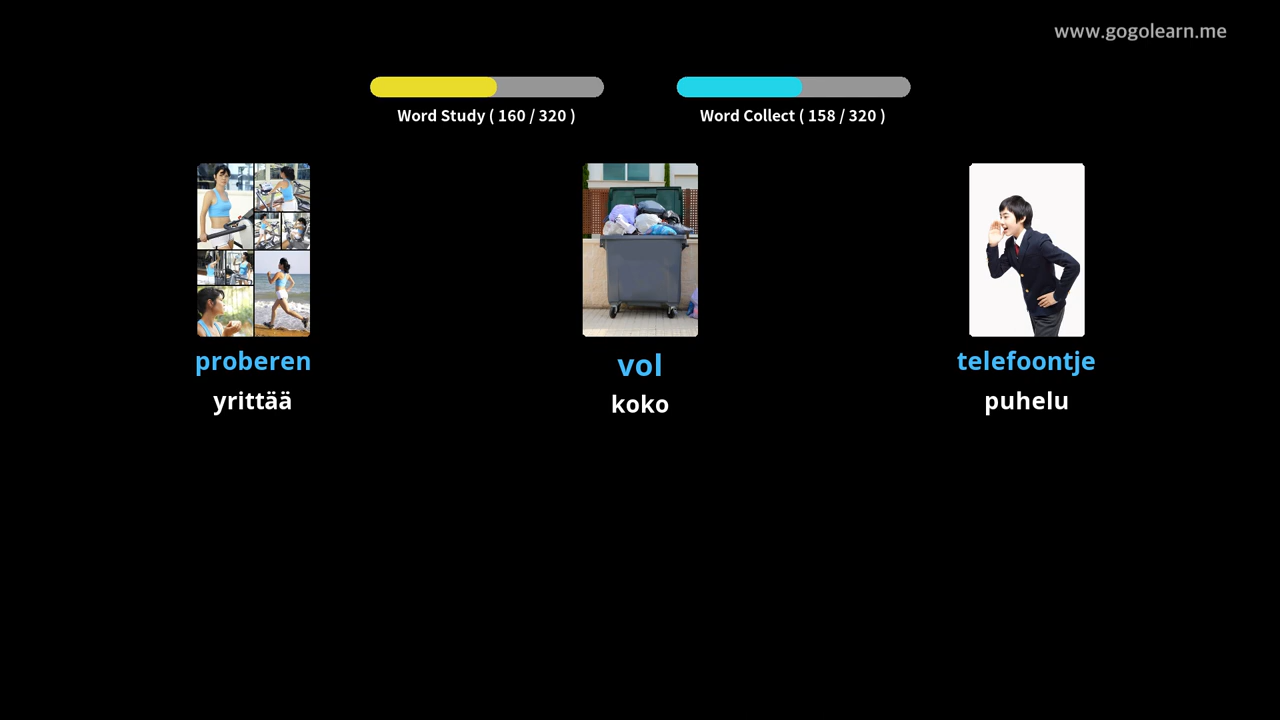 www.gogolearn.me
Word Study ( 160 / 320 )
Word Collect ( 158 / 320 )
proberen
yrittää
vol
koko
telefoontje
puhelu